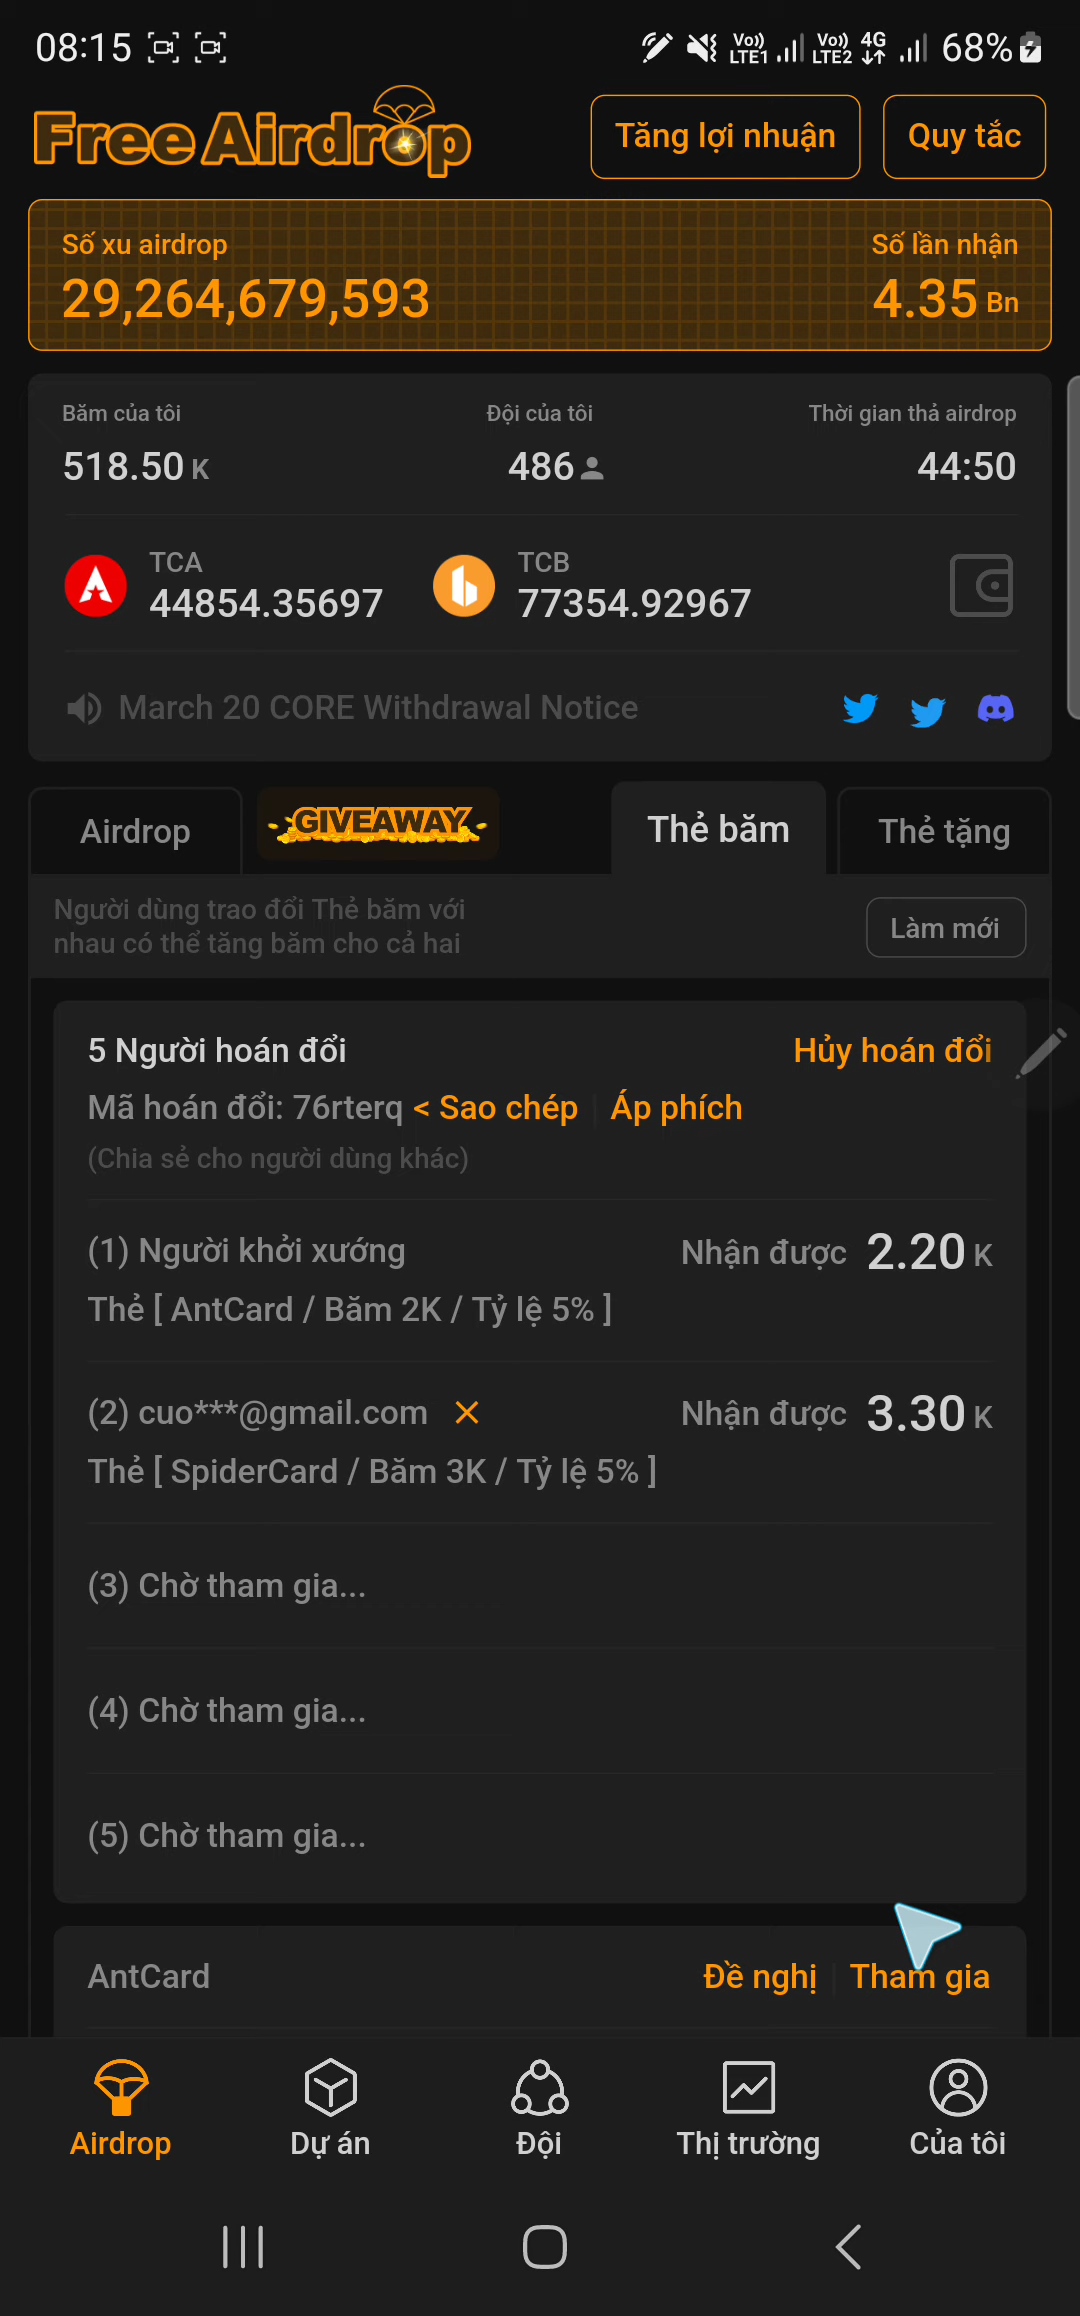 08:15
Vo)) LTE1 Vo)) LTE2 4G 68%
Free Airdrop
Tăng lợi nhuận
Quy tắc
Số xu airdrop
Số lần nhận
29,264,679,593
4.35 Bn
Băm của tôi
Đội của tôi
Thời gian thả airdrop
518.50 K
486
44:50
TCA
44854.35697
TCB
77354.92967
March 20 CORE Withdrawal Notice
Airdrop
GIVEAWAY
Thẻ băm
Thẻ tặng
Người dùng trao đổi Thẻ băm với
nhau có thể tăng băm cho cả hai
Làm mới
5 Người hoán đổi
Hủy hoán đổi
Mã hoán đổi: 76rterq < Sao chép | Áp phích
(Chia sẻ cho người dùng khác)
(1) Người khởi xướng
Nhận được 2.20 K
Thẻ [ AntCard / Băm 2K / Tỷ lệ 5% ]
(2) cuo***@gmail.com ×
Nhận được 3.30 K
Thẻ [ SpiderCard / Băm 3K / Tỷ lệ 5% ]
(3) Chờ tham gia...
(4) Chờ tham gia...
(5) Chờ tham gia...
AntCard
Đề nghị | Tham gia
Airdrop
Dự án
Đội
Thị trường
Của tôi